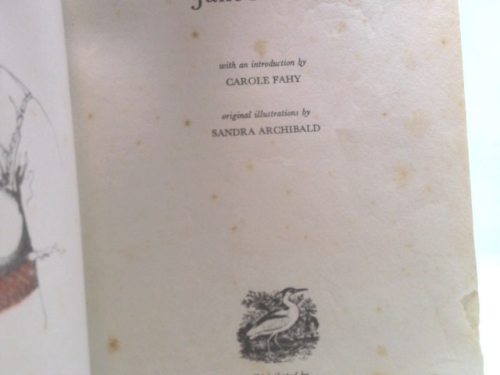 with an introduction by
CAROLE FAHY
original illustrations by
SANDRA ARCHIBALD